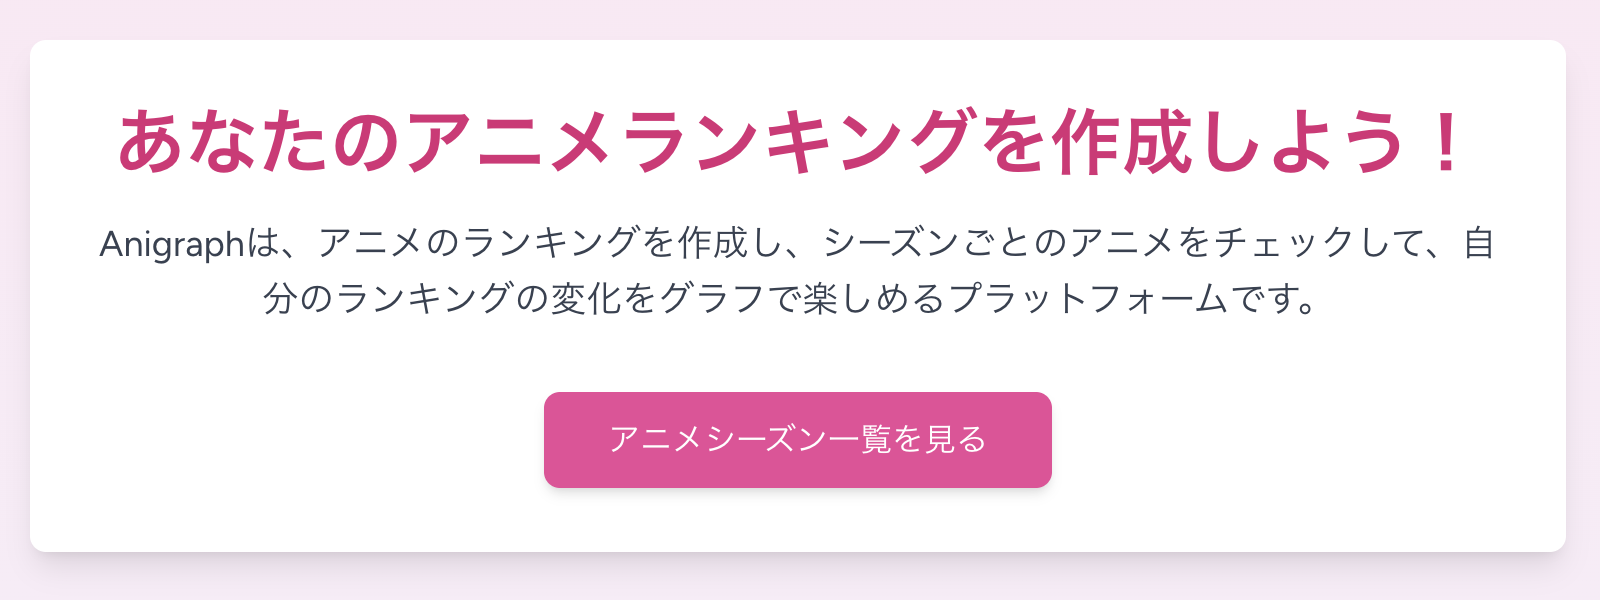 あなたのアニメランキングを作成しよう！
Anigraphは、アニメのランキングを作成し、シーズンごとのアニメをチェックして、自
分のランキングの変化をグラフで楽しめるプラットフォームです。
アニメシーズン一覧を見る